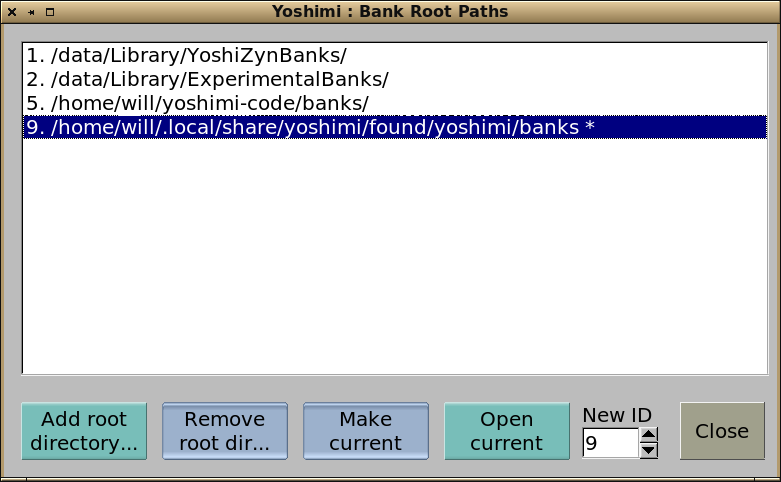 Yoshimi : Bank Root Paths
1. /data/Library/YoshiZynBanks/
2. /data/Library/ExperimentalBanks/
5. /home/will/yoshimi-code/banks/
9. /home/will/.local/share/yoshimi/found/yoshimi/banks *
Add root
directory...
Remove
root dir...
Make
current
Open
current
New ID
9
Close